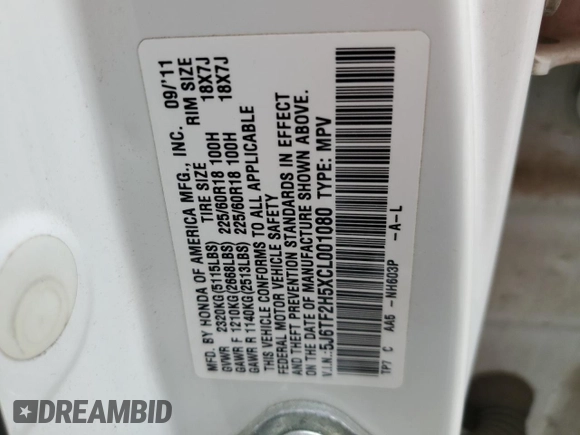 MFD. BY HONDA OF AMERICA MFG., INC. 09/'11
TIRE SIZE RIM SIZE
GVWR 2320KG(5115LBS)
GAWR F 1210KG(2668LBS) 225/60R18 100H 18X7J
GAWR R 1140KG(2513LBS) 225/60R18 100H 18X7J
THIS VEHICLE CONFORMS TO ALL APPLICABLE
FEDERAL MOTOR VEHICLE SAFETY
AND THEFT PREVENTION STANDARDS IN EFFECT
ON THE DATE OF MANUFACTURE SHOWN ABOVE.
V.I.N.:5J6TF2H5XCL001080 TYPE: MPV
TP7 C AA5 -NH603P -A-L
DREAMBID